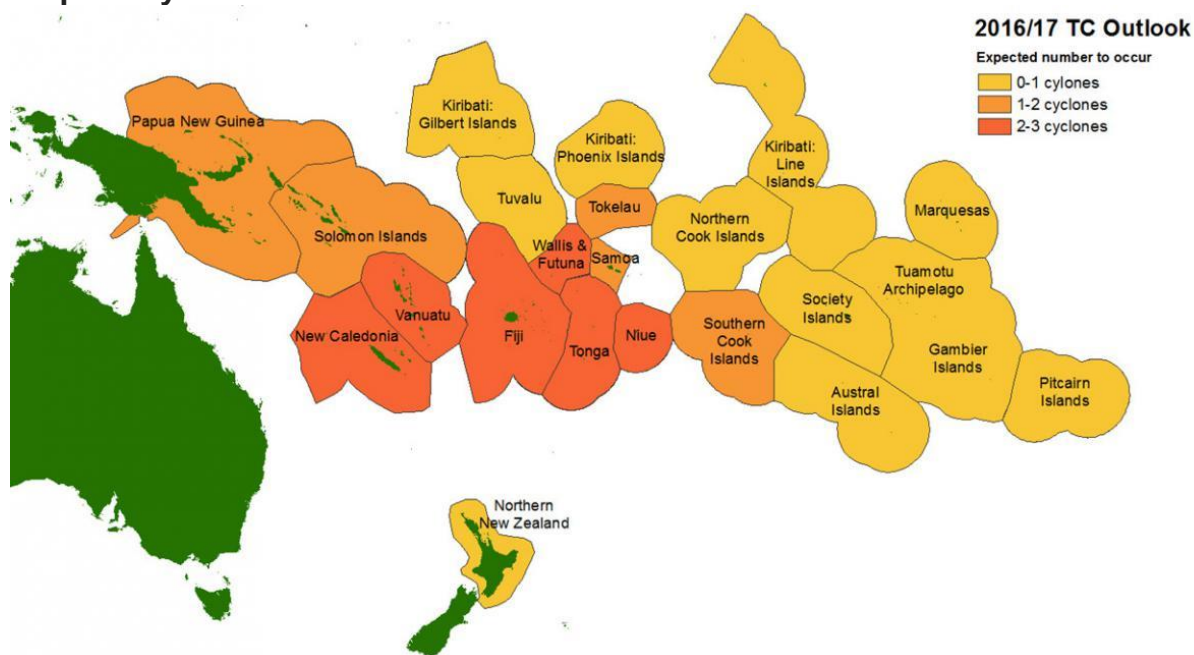 2016/17 TC Outlook
Expected number to occur
0-1 cylones
1-2 cyclones
2-3 cyclones
Papua New Guinea
Kiribati:
Gilbert Islands
Kiribati:
Phoenix Islands
Kiribati:
Line
Islands
Tuvalu
Tokelau
Northern
Cook Islands
Marquesas
Solomon Islands
Wallis &
Futuna
Samoa
Tuamotu
Archipelago
Society
Islands
Vanuatu
New Caledonia
Fiji
Tonga
Niue
Southern
Cook
Islands
Gambier
Islands
Austral
Islands
Pitcairn
Islands
Northern
New Zealand